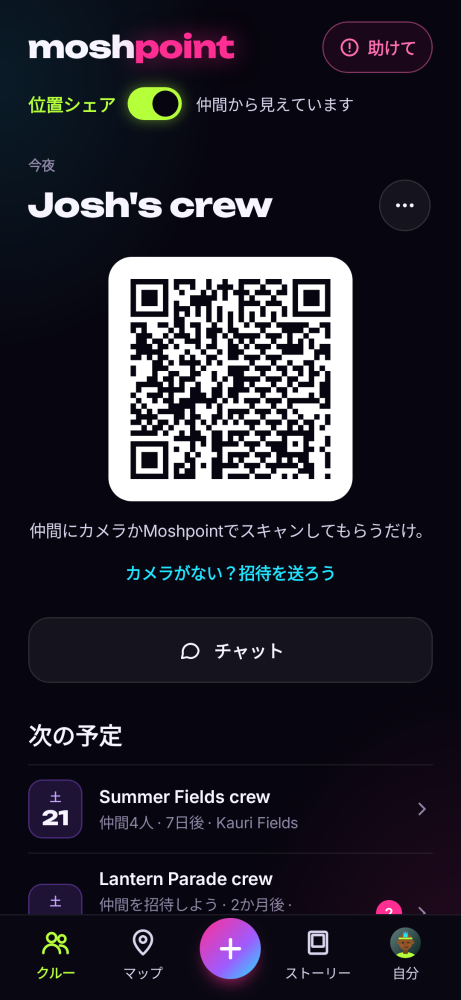 moshpoint
助けて
位置シェア
仲間から見えています
今夜
Josh's crew
仲間にカメラかMoshpointでスキャンしてもらうだけ。
カメラがない？招待を送ろう
チャット
次の予定
土
21
Summer Fields crew
仲間4人 · 7日後 · Kauri Fields
土
Lantern Parade crew
仲間を招待しよう · 2か月後 ·
クルー
マップ
ストーリー
自分